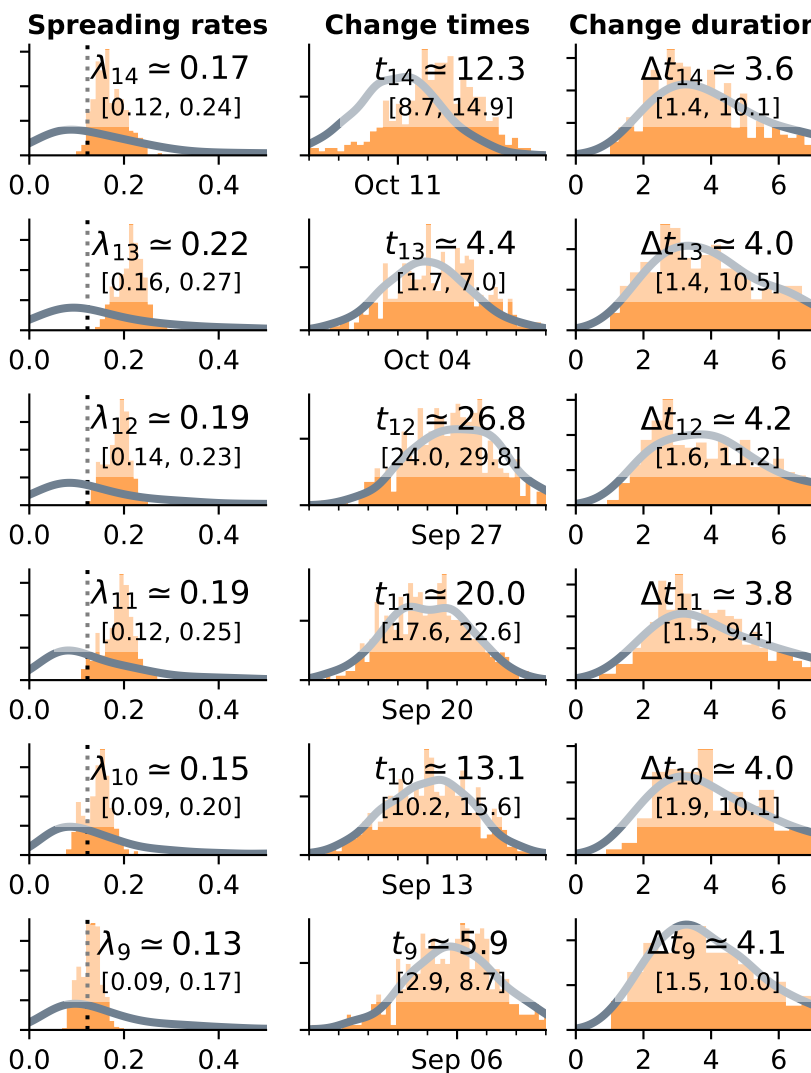 Spreading rates Change times Change duration
λ14 ≃ 0.17 t14 ≃ 12.3 Δt14 ≃ 3.6
[0.12, 0.24] [8.7, 14.9] [1.4, 10.1]
0.0 0.2 0.4 Oct 11 0 2 4 6
λ13 ≃ 0.22 t13 ≃ 4.4 Δt13 ≃ 4.0
[0.16, 0.27] [1.7, 7.0] [1.4, 10.5]
0.0 0.2 0.4 Oct 04 0 2 4 6
λ12 ≃ 0.19 t12 ≃ 26.8 Δt12 ≃ 4.2
[0.14, 0.23] [24.0, 29.8] [1.6, 11.2]
0.0 0.2 0.4 Sep 27 0 2 4 6
λ11 ≃ 0.19 t11 ≃ 20.0 Δt11 ≃ 3.8
[0.12, 0.25] [17.6, 22.6] [1.5, 9.4]
0.0 0.2 0.4 Sep 20 0 2 4 6
λ10 ≃ 0.15 t10 ≃ 13.1 Δt10 ≃ 4.0
[0.09, 0.20] [10.2, 15.6] [1.9, 10.1]
0.0 0.2 0.4 Sep 13 0 2 4 6
λ9 ≃ 0.13 t9 ≃ 5.9 Δt9 ≃ 4.1
[0.09, 0.17] [2.9, 8.7] [1.5, 10.0]
0.0 0.2 0.4 Sep 06 0 2 4 6